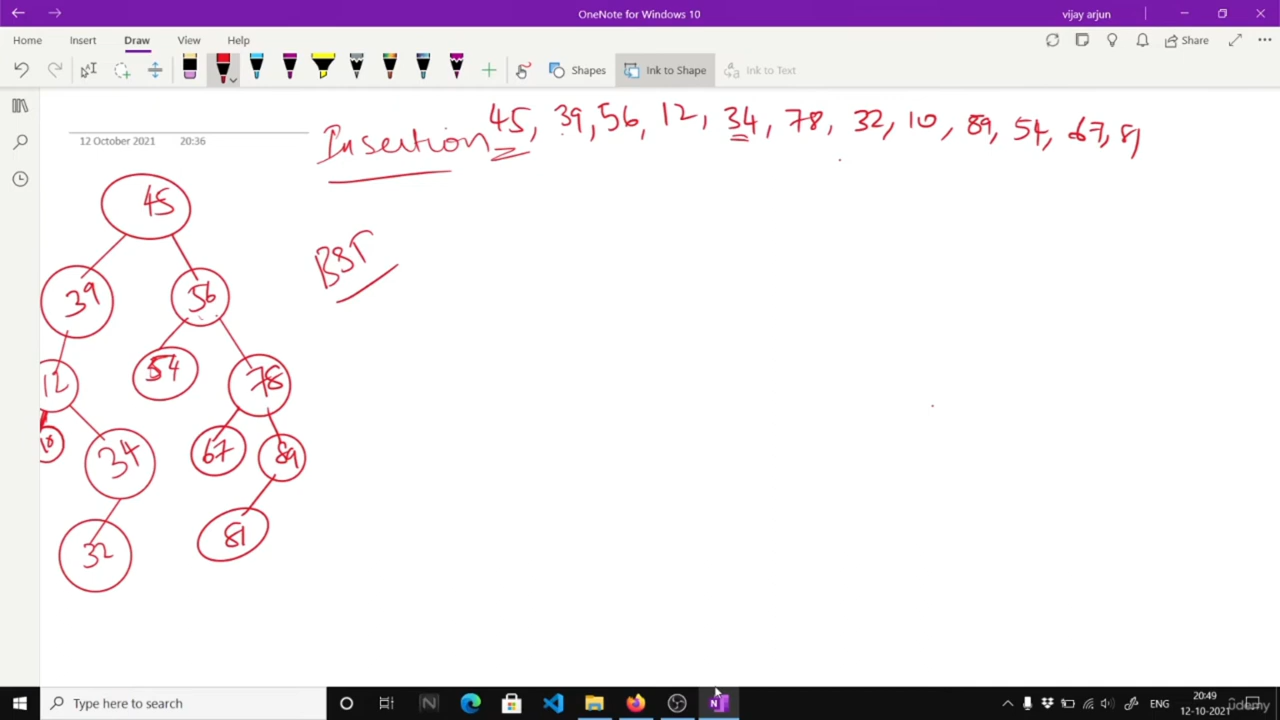 OneNote for Windows 10
vijay arjun
Home Insert Draw View Help
Share
Shapes
Ink to Shape
Ink to Text
12 October 2021 20:36
Insertion 45, 39, 56, 12, 34, 78, 32, 10, 89, 54, 67, 81
BST
45
39 56
12 54 78
10 34 67 89
32 81
Type here to search
ENG
20:49
12-10-2021
udemy